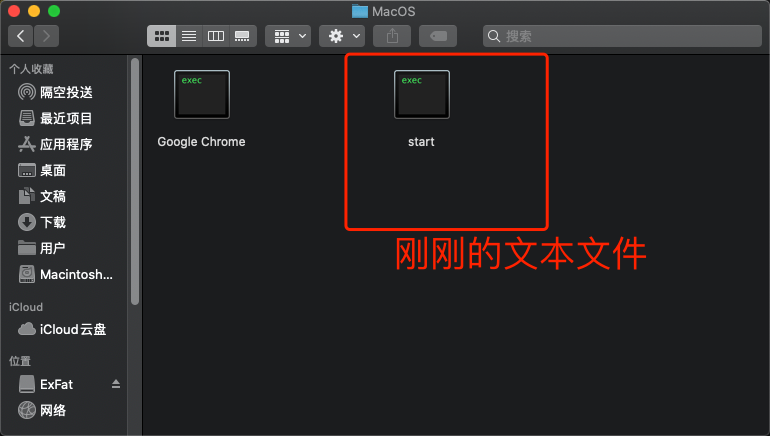 MacOS
搜索
个人收藏
隔空投送
最近项目
应用程序
桌面
文稿
下载
用户
Macintosh...
iCloud
iCloud云盘
位置
ExFat
网络
exec
Google Chrome
exec
start
刚刚的文本文件